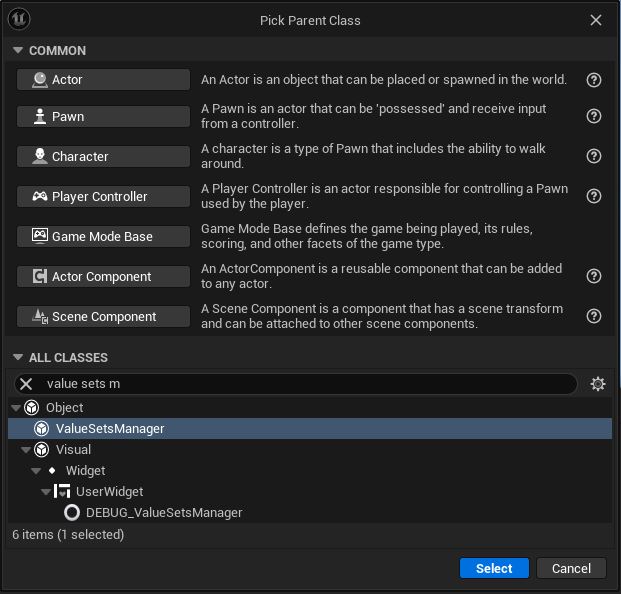 Pick Parent Class
COMMON
Actor
An Actor is an object that can be placed or spawned in the world.
Pawn
A Pawn is an actor that can be 'possessed' and receive input
from a controller.
Character
A character is a type of Pawn that includes the ability to walk
around.
Player Controller
A Player Controller is an actor responsible for controlling a Pawn
used by the player.
Game Mode Base
Game Mode Base defines the game being played, its rules,
scoring, and other facets of the game type.
Actor Component
An ActorComponent is a reusable component that can be added
to any actor.
Scene Component
A Scene Component is a component that has a scene transform
and can be attached to other scene components.
ALL CLASSES
value sets m
Object
ValueSetsManager
Visual
Widget
UserWidget
DEBUG_ValueSetsManager
6 items (1 selected)
Select
Cancel